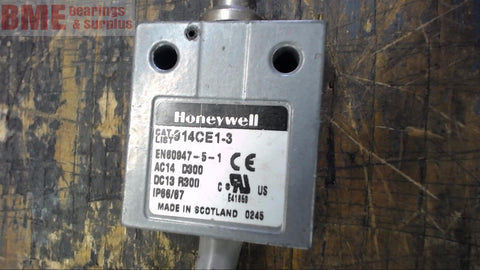 BME bearings
& surplus
Honeywell
CAT
LIST 914CE1-3
EN60947-5-1 CE
AC14 D300
DC13 R300 C US
IP66/67 E41859
MADE IN SCOTLAND 0245